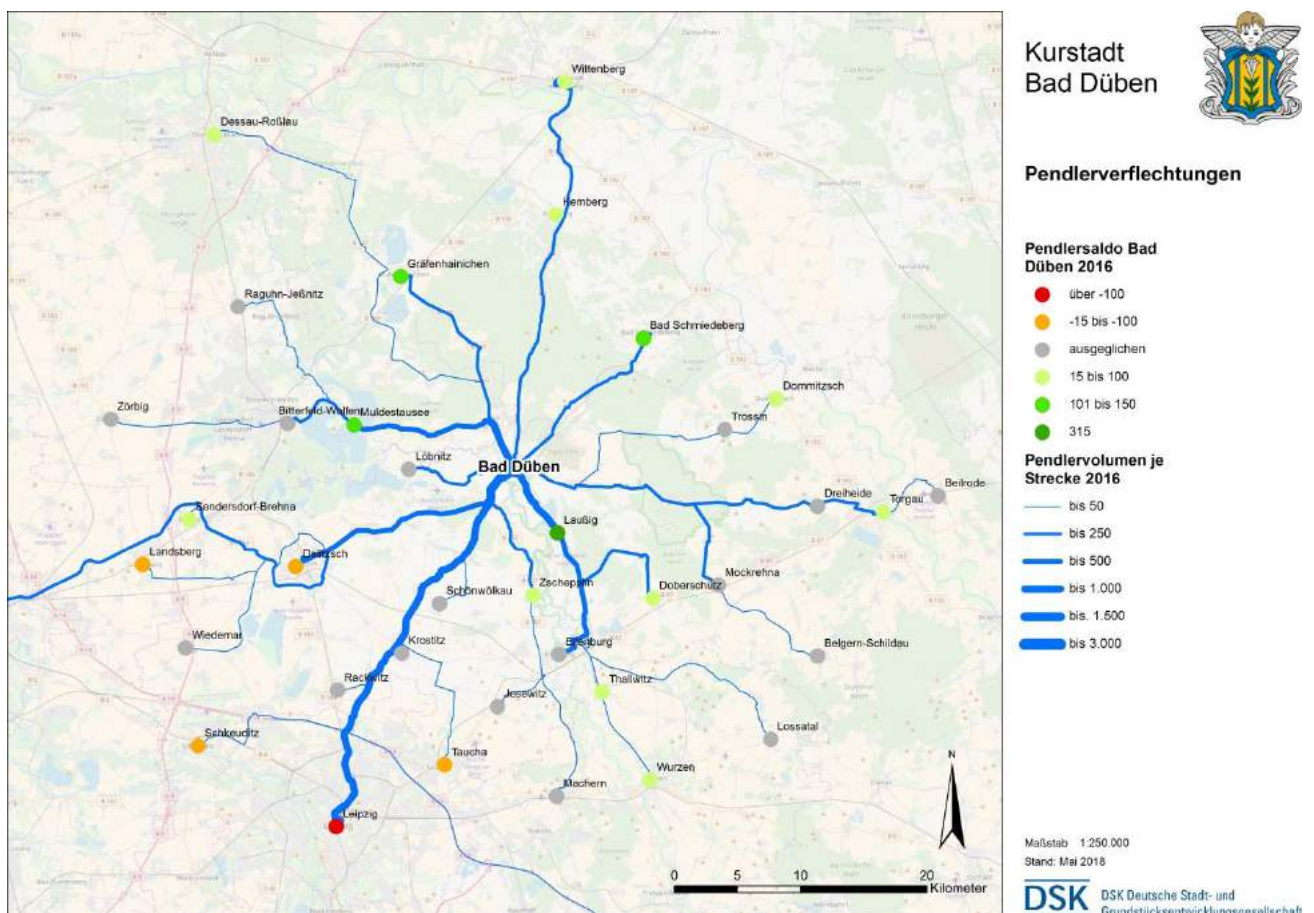 Kurstadt
Bad Düben
Pendlerverflechtungen
Pendlersaldo Bad
Düben 2016
über -100
-15 bis -100
ausgeglichen
15 bis 100
101 bis 150
315
Pendlervolumen je
Strecke 2016
bis 50
bis 250
bis 500
bis 1.000
bis. 1.500
bis 3.000
Wittenberg
Dessau-Roßlau
Kemberg
Gräfenhainichen
Raguhn-Jeßnitz
Bad Schmiedeberg
Dommitzsch
Zörbig
Bitterfeld-Wolfen
Muldestausee
Trossin
Löbnitz
Bad Düben
Dreiheide
Torgau
Beilrode
Sandersdorf-Brehna
Laußig
Landsberg
Delitzsch
Zschepplin
Doberschütz
Mockrehna
Schönwölkau
Wiedemar
Krostitz
Eilenburg
Belgern-Schildau
Rackwitz
Jesewitz
Thallwitz
Lossatal
Schkeuditz
Taucha
Machern
Wurzen
Leipzig
N
0
5
10
20
Kilometer
Maßstab 1:250.000
Stand: Mai 2018
DSK
DSK Deutsche Stadt- und
Grundstücksentwicklungsgesellschaft